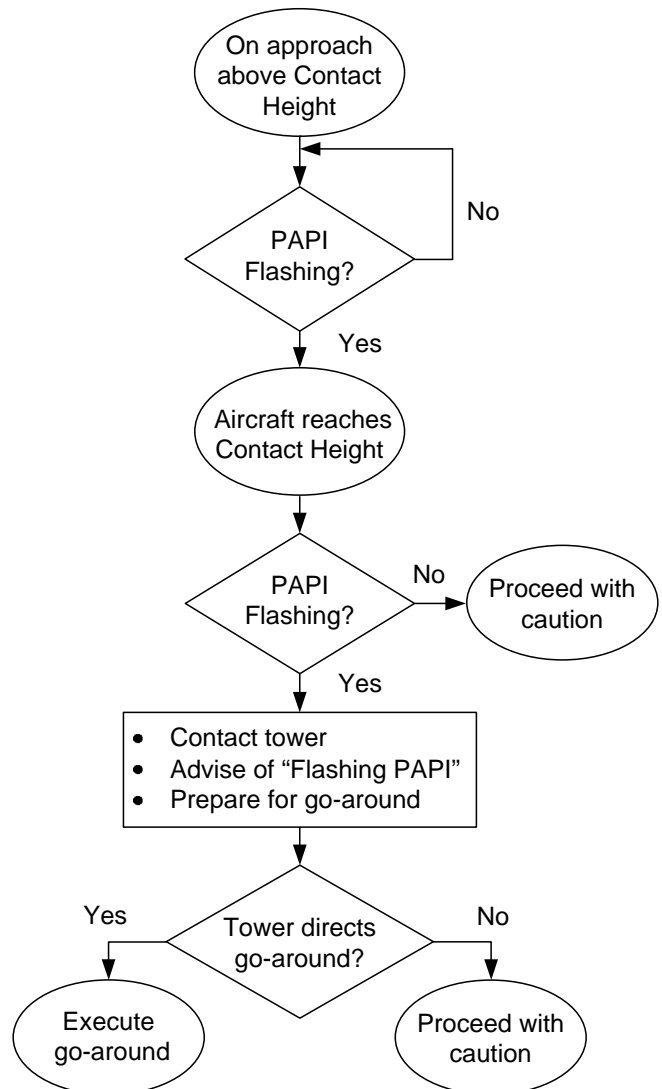 On approach
above Contact
Height
No
PAPI
Flashing?
Yes
Aircraft reaches
Contact Height
PAPI
Flashing?
No
Proceed with
caution
Yes
• Contact tower
• Advise of “Flashing PAPI”
• Prepare for go-around
Yes
Tower directs
go-around?
No
Execute
go-around
Proceed with
caution